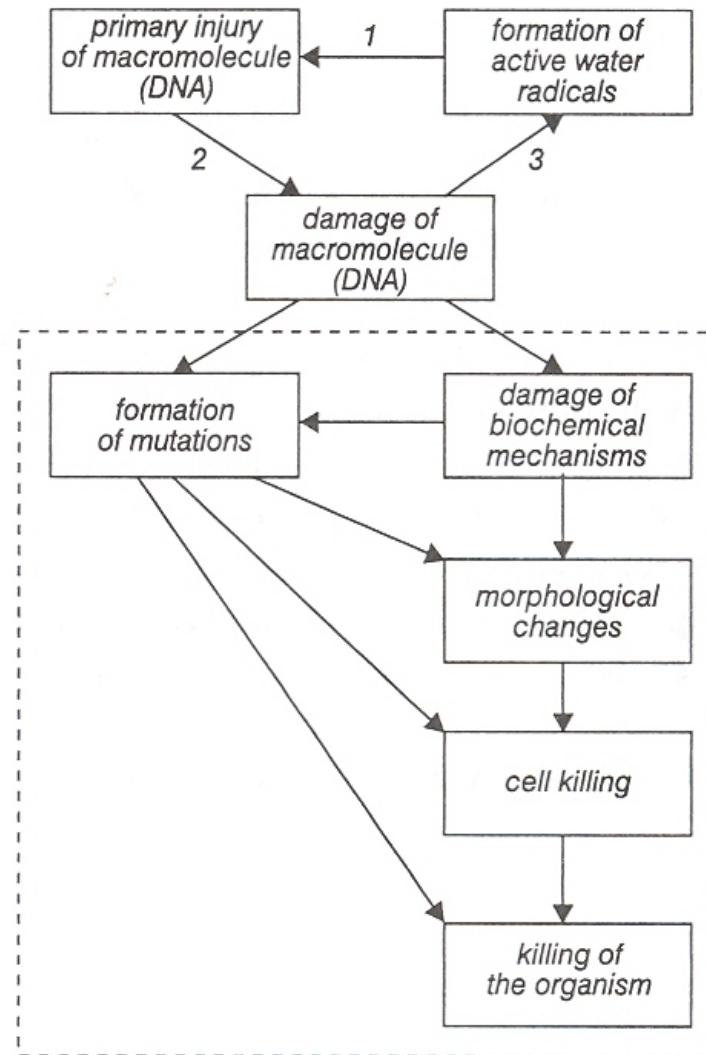 primary injury
of macromolecule
(DNA)
1
formation of
active water
radicals
2
3
damage of
macromolecule
(DNA)
formation
of mutations
damage of
biochemical
mechanisms
morphological
changes
cell killing
killing of
the organism